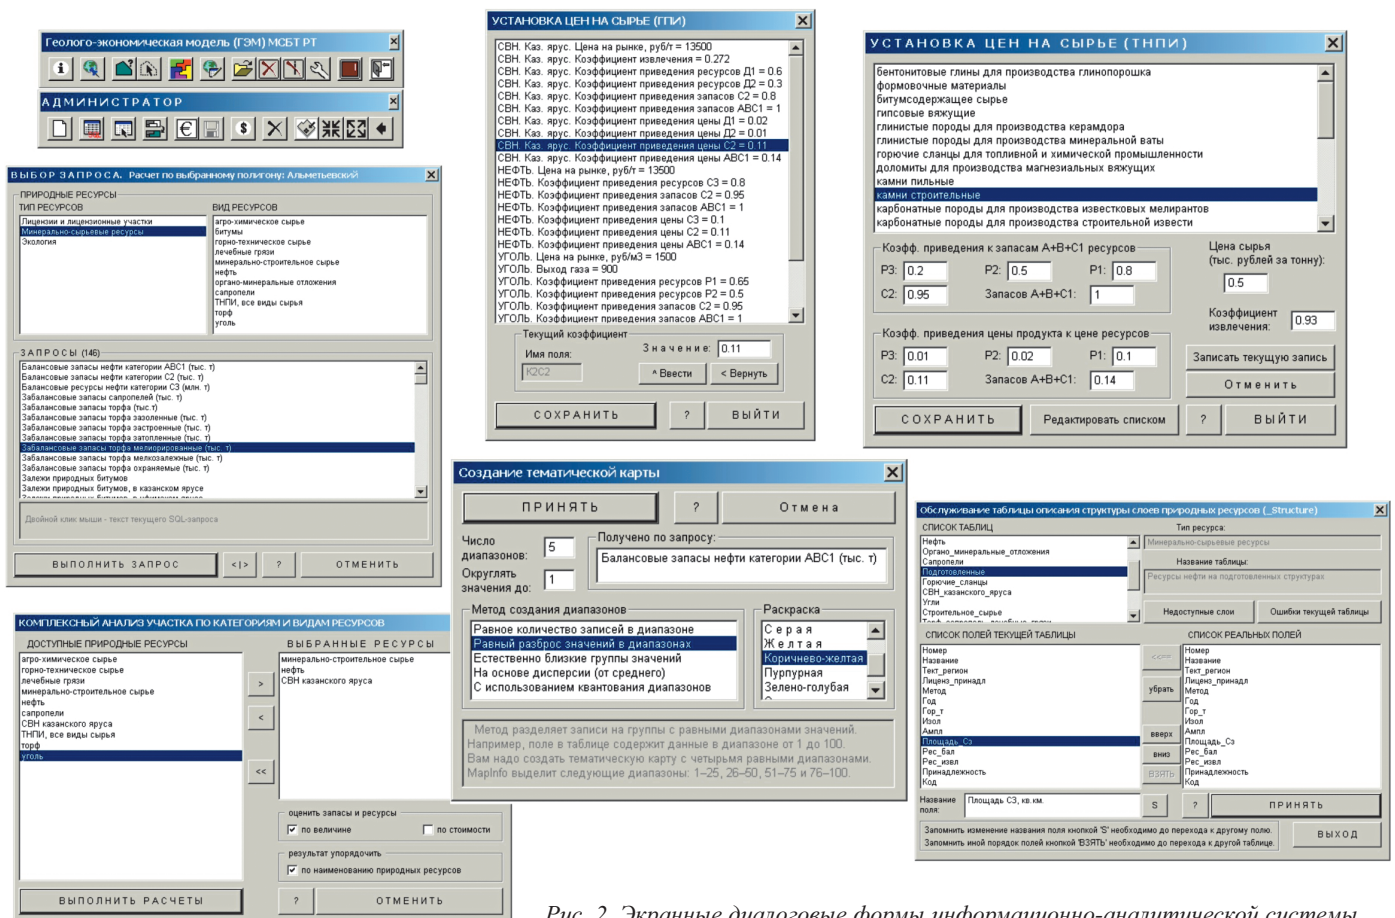 Геолого-экономическая модель (ГЭМ) МСБТ РТ
АДМИНИСТРАТОР
ВЫБОР ЗАПРОСА. Расчет по выбранному полигону: Альметьевский
ПРИРОДНЫЕ РЕСУРСЫ
ТИП РЕСУРСОВ
Лицензии и лицензионные участки
Минерально-сырьевые ресурсы
Экология
ВИД РЕСУРСОВ
агро-химическое сырье
битумы
горно-техническое сырье
лечебные грязи
минерально-строительное сырье
нефть
органо-минеральные отложения
сапропели
ТНПИ, все виды сырья
торф
уголь
ЗАПРОСЫ (146)
Балансовые запасы нефти категории АВС1 (тыс. т)
Балансовые запасы нефти категории С2 (тыс. т)
Балансовые ресурсы нефти категории С3 (млн. т)
Забалансовые запасы сапропелей (тыс. т)
Забалансовые запасы торфа (тыс.т)
Забалансовые запасы торфа зазоленные (тыс. т)
Забалансовые запасы торфа застроенные (тыс. т)
Забалансовые запасы торфа затопленные (тыс. т)
Забалансовые запасы торфа мелиорированные (тыс. т)
Забалансовые запасы торфа мелкозалежные (тыс. т)
Забалансовые запасы торфа охраняемые (тыс. т)
Залежи природных битумов
Залежи природных битумов, в казанском ярусе
Залежи природных битумов, в уфимском ярусе
Двойной клик мыши - текст текущего SQL-запроса
ВЫПОЛНИТЬ ЗАПРОС
<|>
?
ОТМЕНИТЬ
УСТАНОВКА ЦЕН НА СЫРЬЕ (ГПИ)
СВН. Каз. ярус. Цена на рынке, руб/т = 13500
СВН. Каз. ярус. Коэффициент извлечения = 0.272
СВН. Каз. ярус. Коэффициент приведения ресурсов Д1 = 0.6
СВН. Каз. ярус. Коэффициент приведения ресурсов Д2 = 0.3
СВН. Каз. ярус. Коэффициент приведения запасов С2 = 0.8
СВН. Каз. ярус. Коэффициент приведения запасов АВС1 = 1
СВН. Каз. ярус. Коэффициент приведения цены Д1 = 0.02
СВН. Каз. ярус. Коэффициент приведения цены Д2 = 0.01
СВН. Каз. ярус. Коэффициент приведения цены С2 = 0.11
СВН. Каз. ярус. Коэффициент приведения цены АВС1 = 0.14
НЕФТЬ. Цена на рынке, руб/т = 13500
НЕФТЬ. Коэффициент приведения ресурсов С3 = 0.8
НЕФТЬ. Коэффициент приведения запасов С2 = 0.95
НЕФТЬ. Коэффициент приведения запасов АВС1 = 1
НЕФТЬ. Коэффициент приведения цены С3 = 0.1
НЕФТЬ. Коэффициент приведения цены С2 = 0.11
НЕФТЬ. Коэффициент приведения цены АВС1 = 0.14
УГОЛЬ. Цена на рынке, руб/м3 = 1500
УГОЛЬ. Выход газа = 900
УГОЛЬ. Коэффициент приведения ресурсов Р1 = 0.65
УГОЛЬ. Коэффициент приведения ресурсов Р2 = 0.5
УГОЛЬ. Коэффициент приведения запасов С2 = 0.95
УГОЛЬ. Коэффициент приведения запасов АВС1 = 1
Текущий коэффициент
Имя поля:
K2C2
Значение: 0.11
^ Ввести
< Вернуть
СОХРАНИТЬ
?
ВЫЙТИ
УСТАНОВКА ЦЕН НА СЫРЬЕ (ТНПИ)
бентонитовые глины для производства глинопорошка
формовочные материалы
битумсодержащее сырье
гипсовые вяжущие
глинистые породы для производства керамдора
глинистые породы для производства минеральной ваты
горючие сланцы для топливной и химической промышленности
доломиты для производства магнезиальных вяжущих
камни пильные
камни строительные
карбонатные породы для производства известковых мелирантов
карбонатные породы для производства строительной извести
Коэфф. приведения к запасам А+В+С1 ресурсов
Р3: 0.2 Р2: 0.5 Р1: 0.8
С2: 0.95 Запасов А+В+С1: 1
Цена сырья
(тыс. рублей за тонну):
0.5
Коэффициент
извлечения: 0.93
Коэфф. приведения цены продукта к цене ресурсов
Р3: 0.01 Р2: 0.02 Р1: 0.1
С2: 0.11 Запасов А+В+С1: 0.14
Записать текущую запись
Отменить
СОХРАНИТЬ
Редактировать списком
?
ВЫЙТИ
Создание тематической карты
ПРИНЯТЬ
?
Отмена
Число
диапазонов: 5
Округлять
значения до: 1
Получено по запросу:
Балансовые запасы нефти категории АВС1 (тыс. т)
Метод создания диапазонов
Равное количество записей в диапазоне
Равный разброс значений в диапазонах
Естественно близкие группы значений
На основе дисперсии (от среднего)
С использованием квантования диапазонов
Раскраска
Серая
Желтая
Коричнево-желтая
Пурпурная
Зелено-голубая
Метод разделяет записи на группы с равными диапазонами значений.
Например, поле в таблице содержит данные в диапазоне от 1 до 100.
Вам надо создать тематическую карту с четырьмя равными диапазонами.
MapInfo выделит следующие диапазоны: 1–25, 26–50, 51–75 и 76–100.
Обслуживание таблицы описания структуры слоев природных ресурсов (_Structure)
СПИСОК ТАБЛИЦ
Нефть
Органо_минеральные_отложения
Сапропели
Подготовленные
Горючие_сланцы
СВН_казанского_яруса
Угли
Строительное_сырье
Торф_сапропель_лечебные_грязи
Тип ресурса:
Минерально-сырьевые ресурсы
Название таблицы:
Ресурсы нефти на подготовленных структурах
Недоступные слои
Ошибки текущей таблицы
СПИСОК ПОЛЕЙ ТЕКУЩЕЙ ТАБЛИЦЫ
Номер
Название
Тект_регион
Лиценз_принадл
Метод
Год
Гор_т
Изол
Ампл
Площадь_Сз
Рес_бал
Рес_извл
Принадлежность
Код
<<==
убрать
вверх
вниз
ВЗЯТЬ
СПИСОК РЕАЛЬНЫХ ПОЛЕЙ
Номер
Название
Тект_регион
Лиценз_принадл
Метод
Год
Гор_т
Изол
Ампл
Площадь_Сз
Рес_бал
Рес_извл
Принадлежность
Код
Название
поля:
Площадь С3, кв.км.
S
?
ПРИНЯТЬ
Запомнить изменение названия поля кнопкой 'S' необходимо до перехода к другому полю.
Запомнить иной порядок полей кнопкой 'ВЗЯТЬ' необходимо до перехода к другой таблице.
ВЫХОД
КОМПЛЕКСНЫЙ АНАЛИЗ УЧАСТКА ПО КАТЕГОРИЯМ И ВИДАМ РЕСУРСОВ
ДОСТУПНЫЕ ПРИРОДНЫЕ РЕСУРСЫ
агро-химическое сырье
горно-техническое сырье
лечебные грязи
минерально-строительное сырье
нефть
сапропели
СВН казанского яруса
ТНПИ, все виды сырья
торф
уголь
>
<
<<
ВЫБРАННЫЕ РЕСУРСЫ
минерально-строительное сырье
нефть
СВН казанского яруса
оценить запасы и ресурсы
по величине
по стоимости
результат упорядочить
по наименованию природных ресурсов
ВЫПОЛНИТЬ РАСЧЕТЫ
?
ОТМЕНИТЬ
Рис. 2. Экранные диалоговые формы информационно-аналитической системы